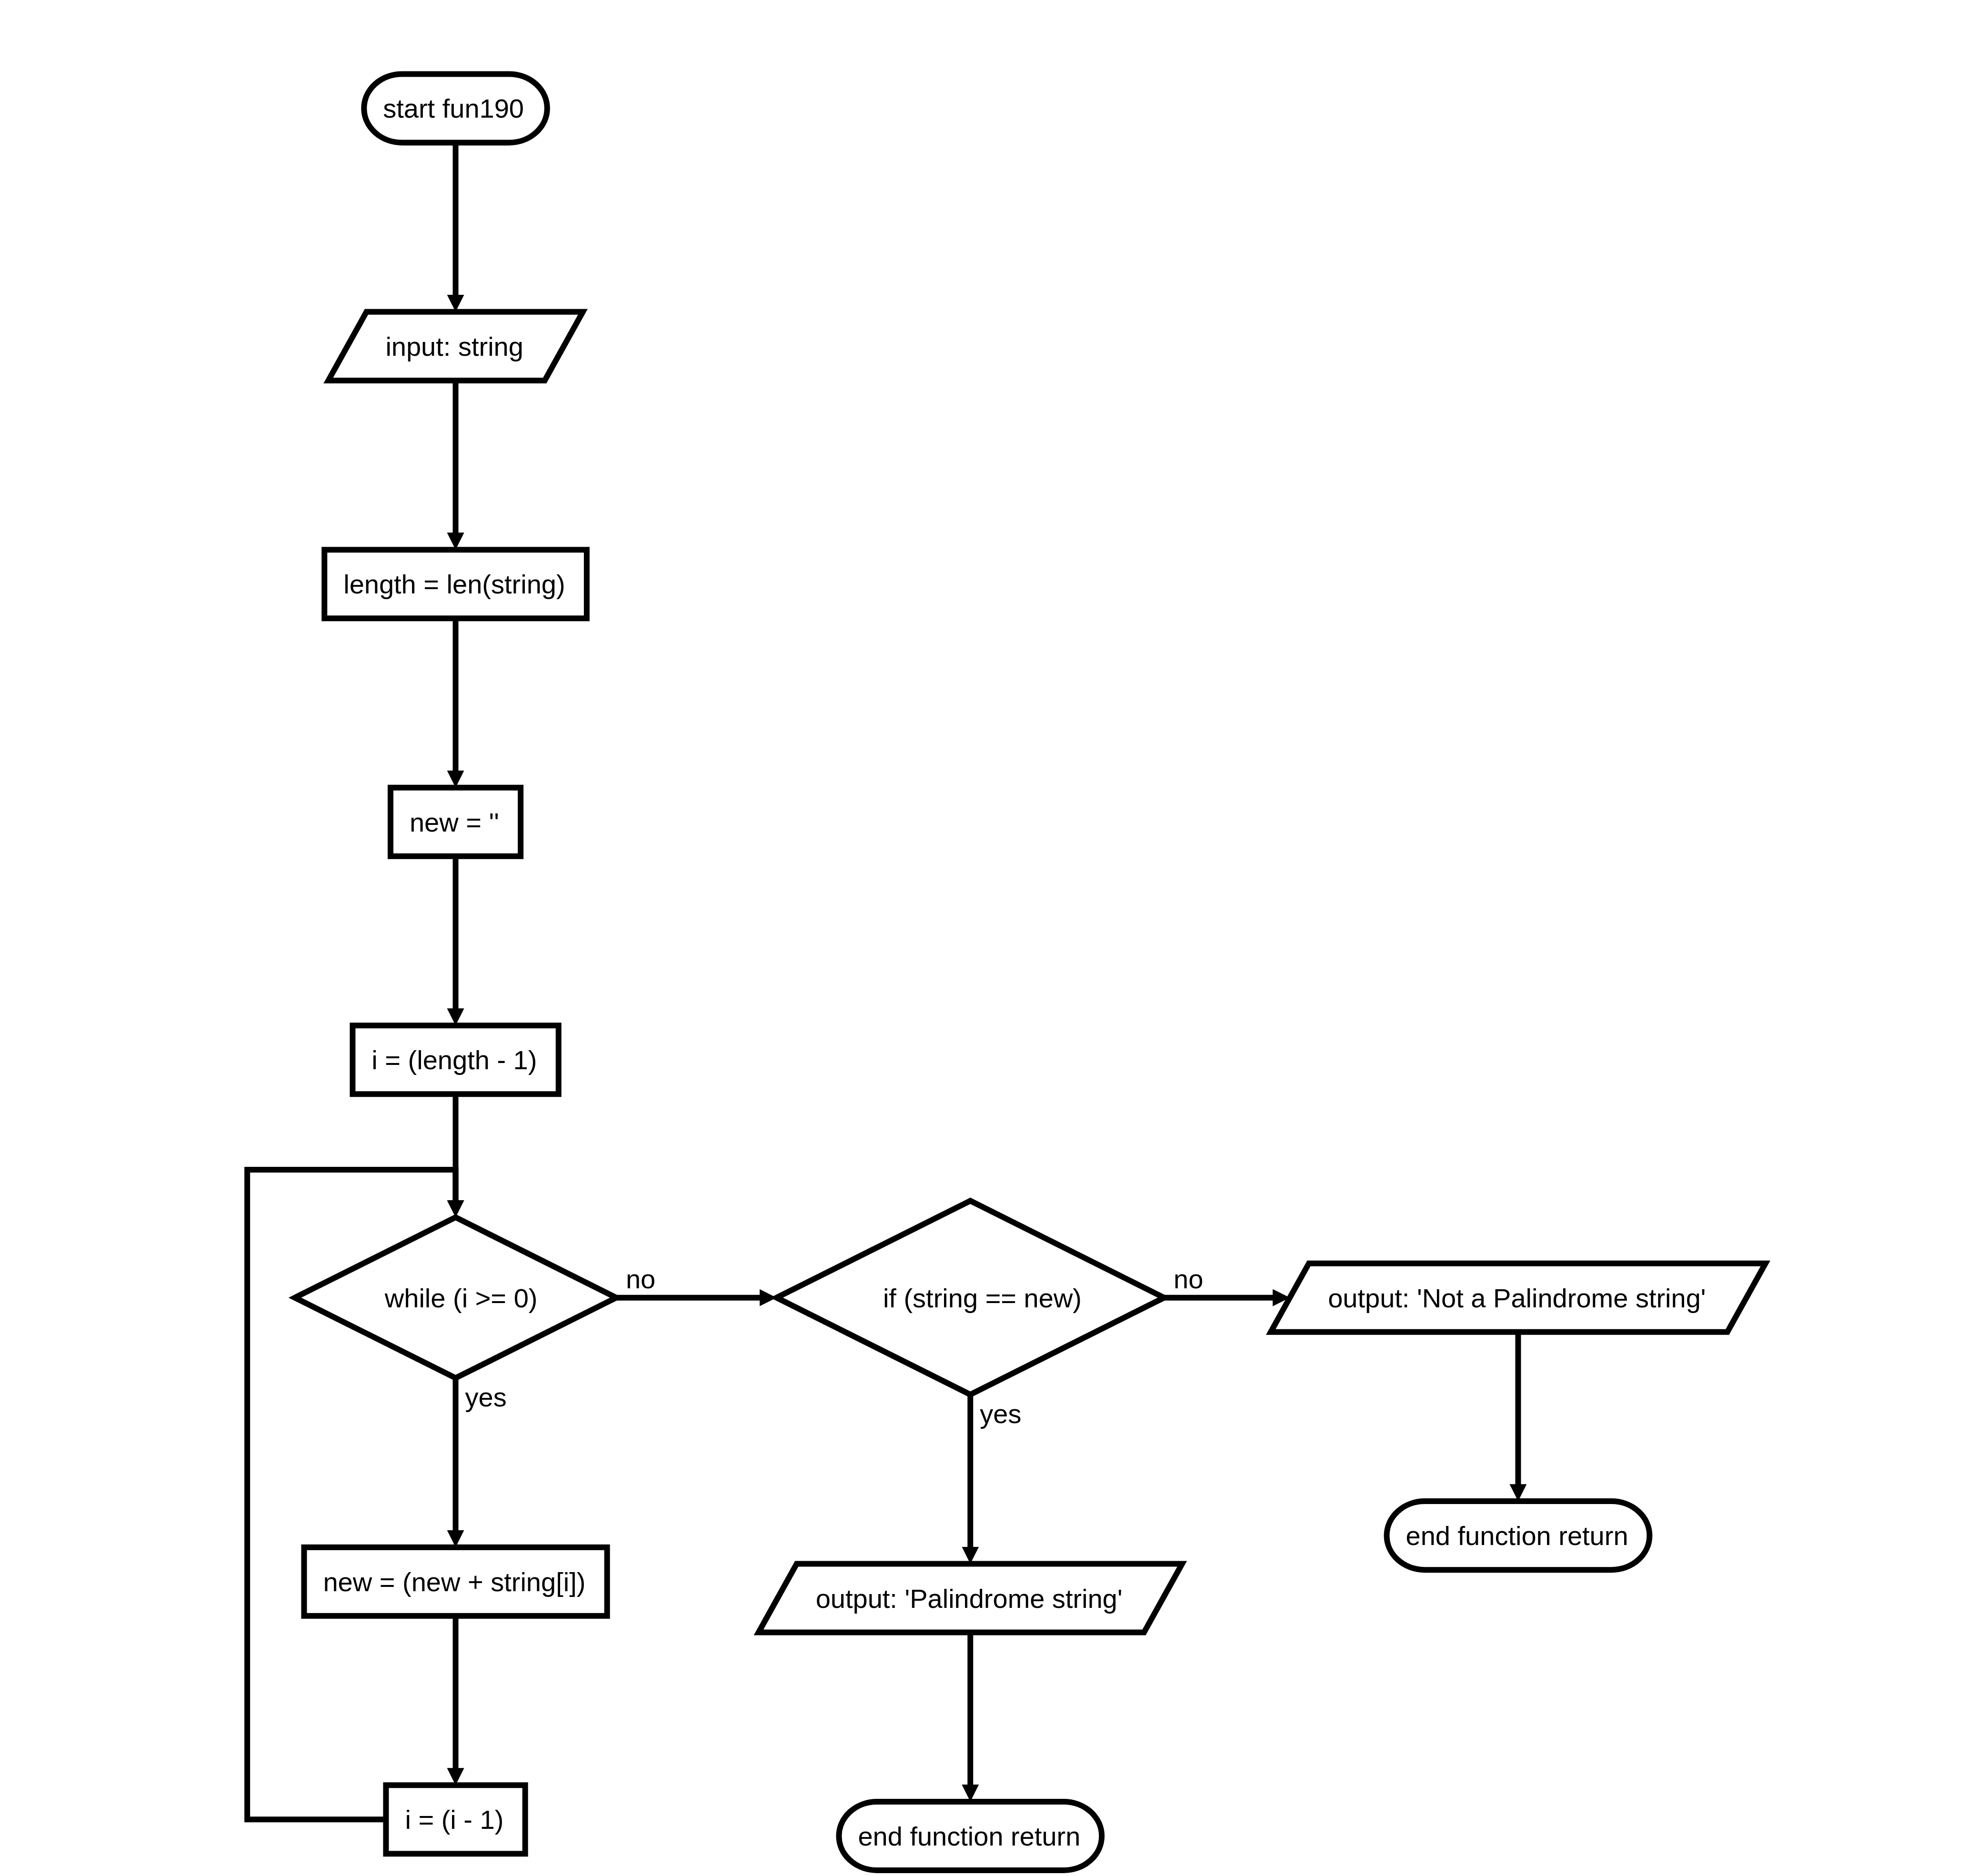 start fun190
input: string
length = len(string)
new = ''
i = (length - 1)
while (i >= 0)
no
if (string == new)
no
output: 'Not a Palindrome string'
yes
yes
end function return
new = (new + string[i])
output: 'Palindrome string'
i = (i - 1)
end function return